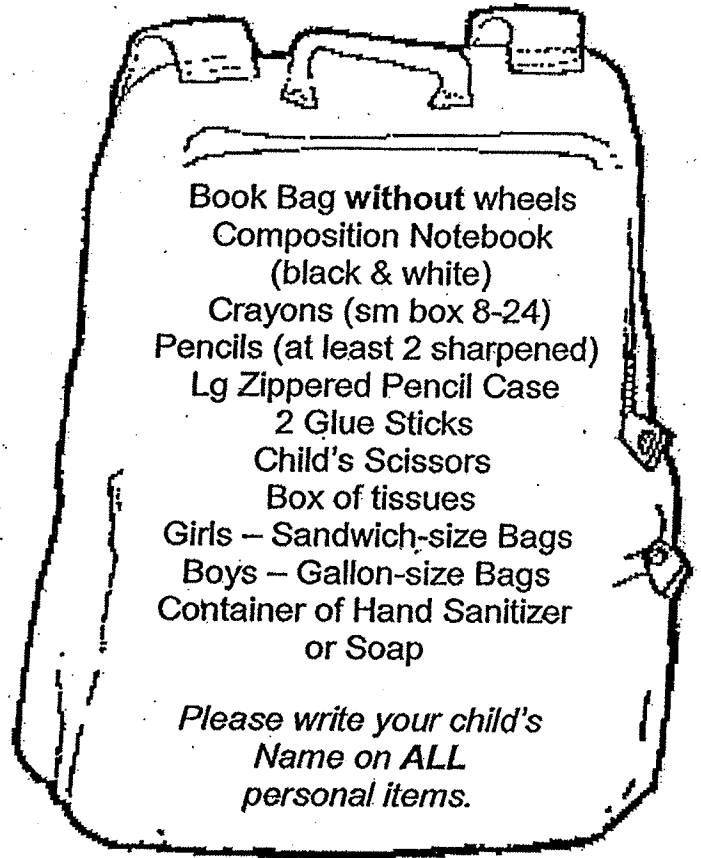 Book Bag without wheels
Composition Notebook
(black & white)
Crayons (sm box 8-24)
Pencils (at least 2 sharpened)
Lg Zippered Pencil Case
2 Glue Sticks
Child's Scissors
Box of tissues
Girls – Sandwich-size Bags
Boys – Gallon-size Bags
Container of Hand Sanitizer
or Soap
Please write your child's
Name on ALL
personal items.